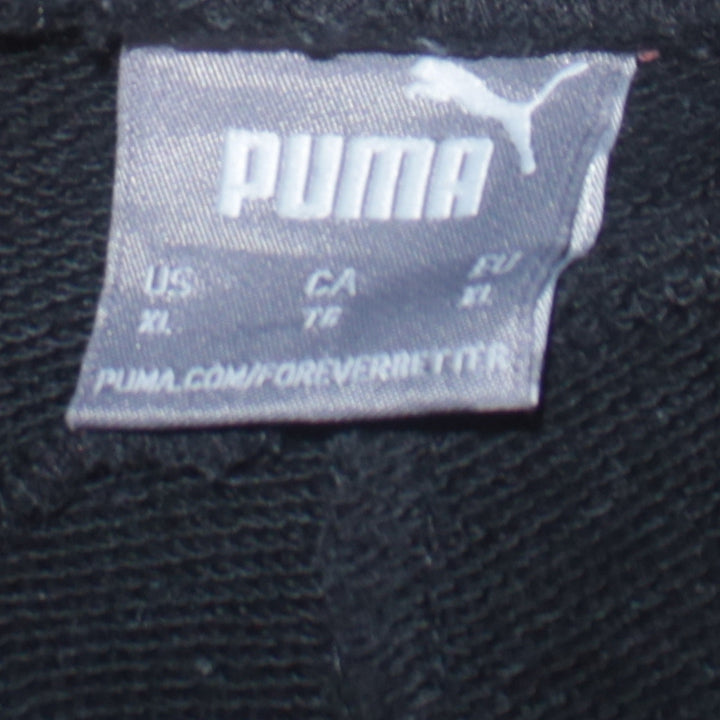 PUMA
US CA EU
XL TG XL
PUMA.COM/FOREVERBETTER